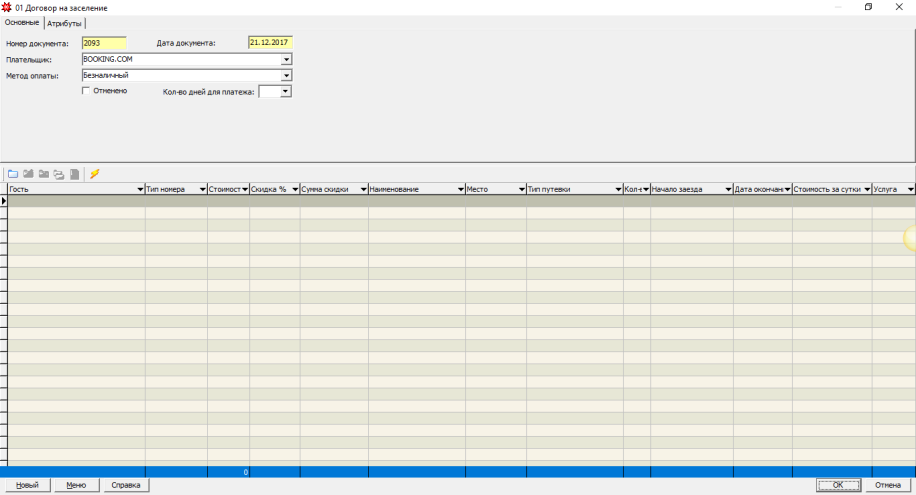 01 Договор на заселение
Основные Атрибуты
Номер документа: 2093 Дата документа: 21.12.2017
Плательщик: BOOKING.COM
Метод оплаты: Безналичный
Отменено Кол-во дней для платежа:
Гость Тип номера Стоимост Скидка % Сумма скидки Наименование Место Тип путевки Кол-в Начало заезда Дата окончани Стоимость за сутки Услуга
0
Новый Меню Справка OK Отмена